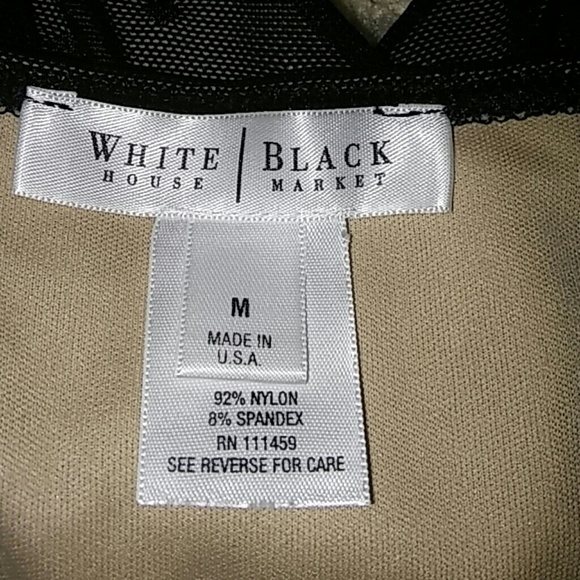 WHITE | BLACK
HOUSE MARKET
M
MADE IN
U.S.A.
92% NYLON
8% SPANDEX
RN 111459
SEE REVERSE FOR CARE